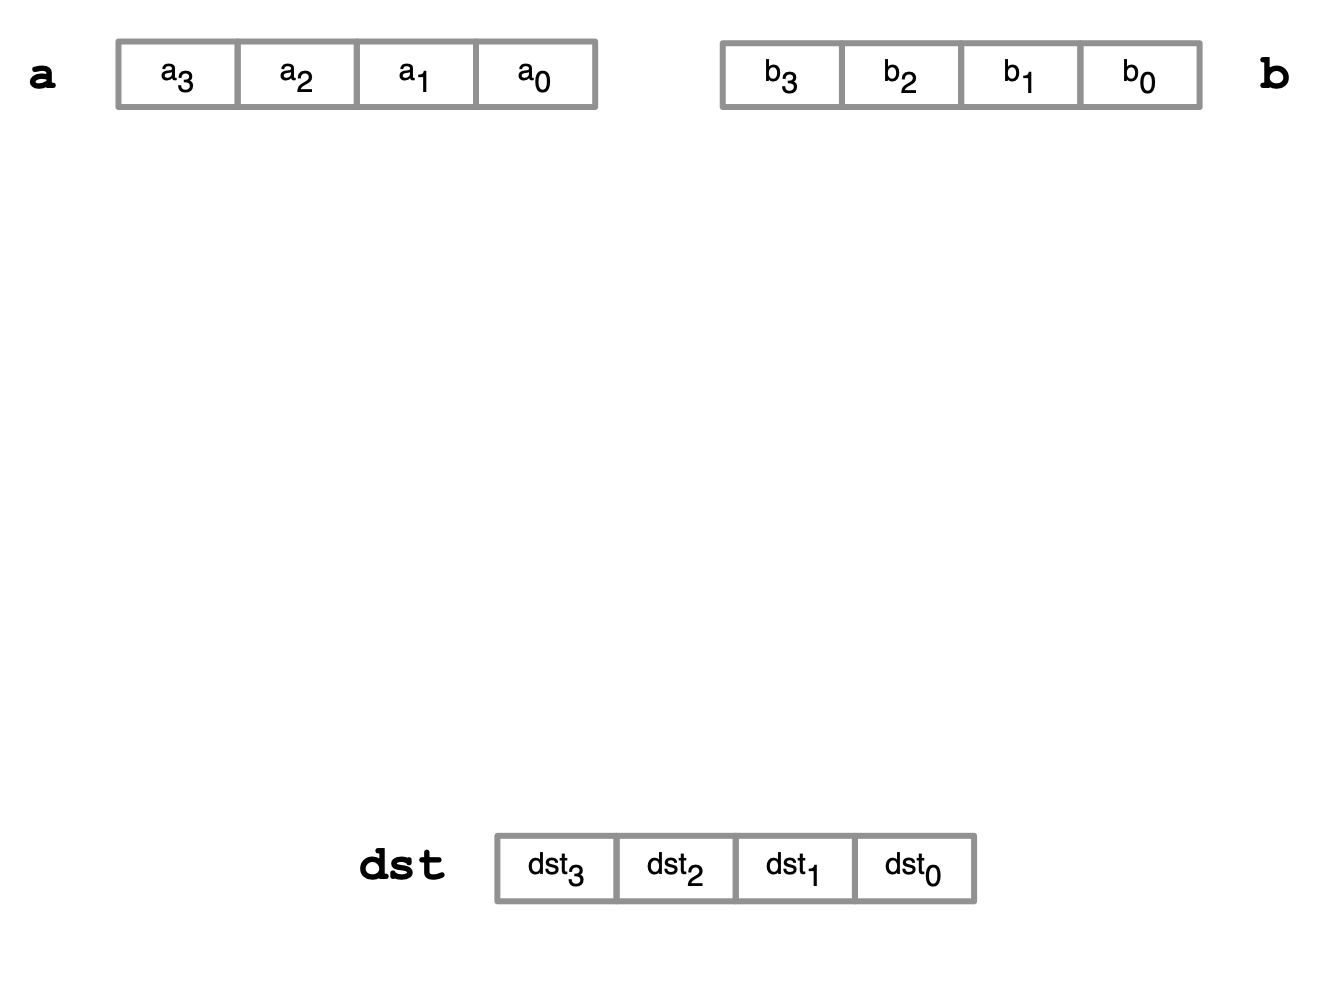 a a₃ a₂ a₁ a₀ b₃ b₂ b₁ b₀ b
dst dst₃ dst₂ dst₁ dst₀